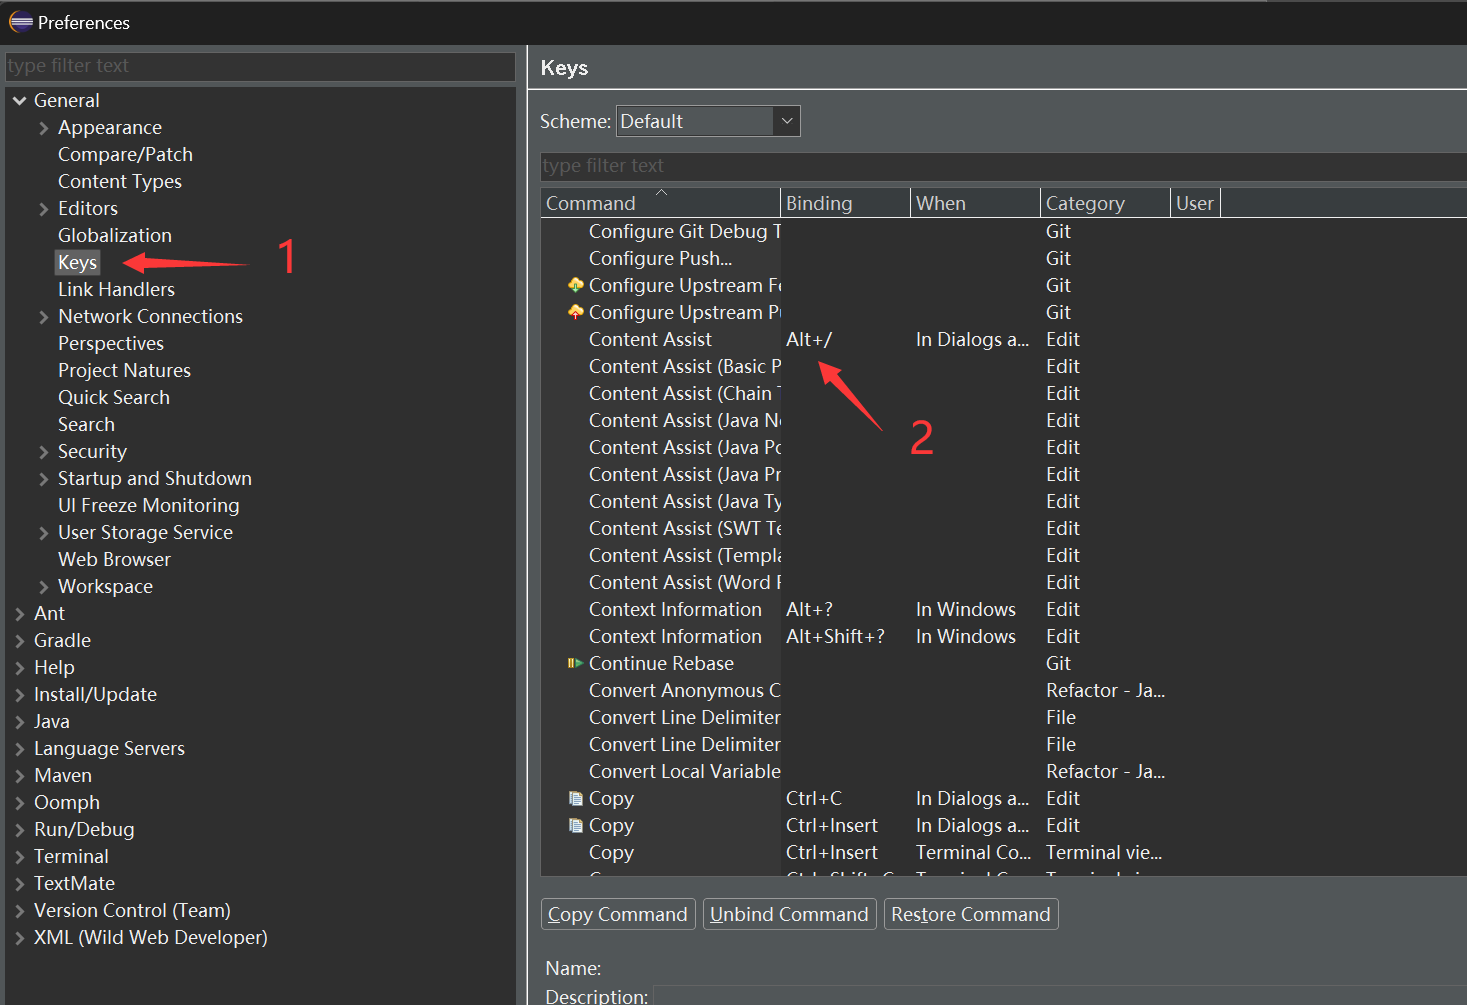 Preferences
type filter text
General
Appearance
Compare/Patch
Content Types
Editors
Globalization
Keys
1
Link Handlers
Network Connections
Perspectives
Project Natures
Quick Search
Search
Security
Startup and Shutdown
UI Freeze Monitoring
User Storage Service
Web Browser
Workspace
Ant
Gradle
Help
Install/Update
Java
Language Servers
Maven
Oomph
Run/Debug
Terminal
TextMate
Version Control (Team)
XML (Wild Web Developer)
Keys
Scheme: Default
type filter text
Command Binding When Category User
Configure Git Debug T Git
Configure Push... Git
Configure Upstream Fe Git
Configure Upstream P Git
Content Assist Alt+/ In Dialogs a... Edit
Content Assist (Basic P Edit
Content Assist (Chain Edit
2
Content Assist (Java Ne Edit
Content Assist (Java Po Edit
Content Assist (Java Pr Edit
Content Assist (Java Ty Edit
Content Assist (SWT Te Edit
Content Assist (Templa Edit
Content Assist (Word Edit
Context Information Alt+? In Windows Edit
Context Information Alt+Shift+? In Windows Edit
Continue Rebase Git
Convert Anonymous C Refactor - Ja...
Convert Line Delimiter File
Convert Line Delimiter File
Convert Local Variable Refactor - Ja...
Copy Ctrl+C In Dialogs a... Edit
Copy Ctrl+Insert In Dialogs a... Edit
Copy Ctrl+Insert Terminal Co... Terminal vie...
Copy Command Unbind Command Restore Command
Name:
Description: